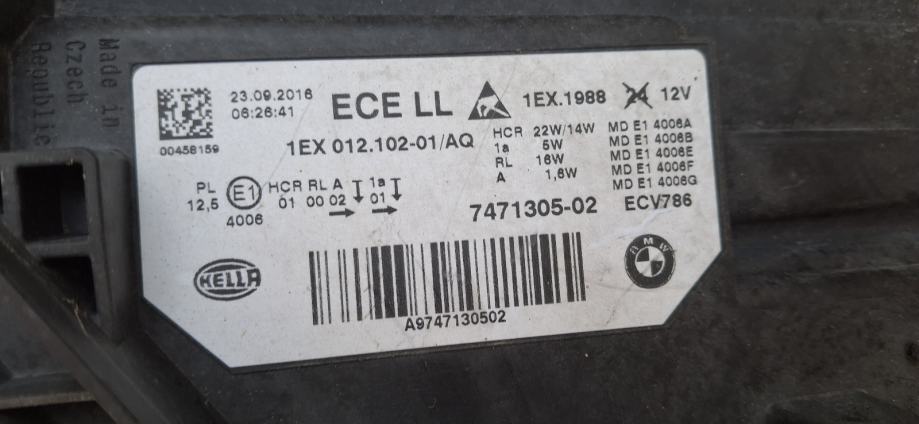 Made in
Czech
Republic
23.09.2016
06:26:41
00458159
ECE LL
1EX.1988 24 12V
1EX 012.102-01/AQ
HCR 22W/14W
1a 5W
RL 16W
A 1,6W
MD E1 4006A
MD E1 4006B
MD E1 4006E
MD E1 4006F
MD E1 4006G
PL
12,5
E1
4006
HCR RL A 1a
01 00 02 01
7471305-02
ECV786
HELLA
A9747130502
BMW